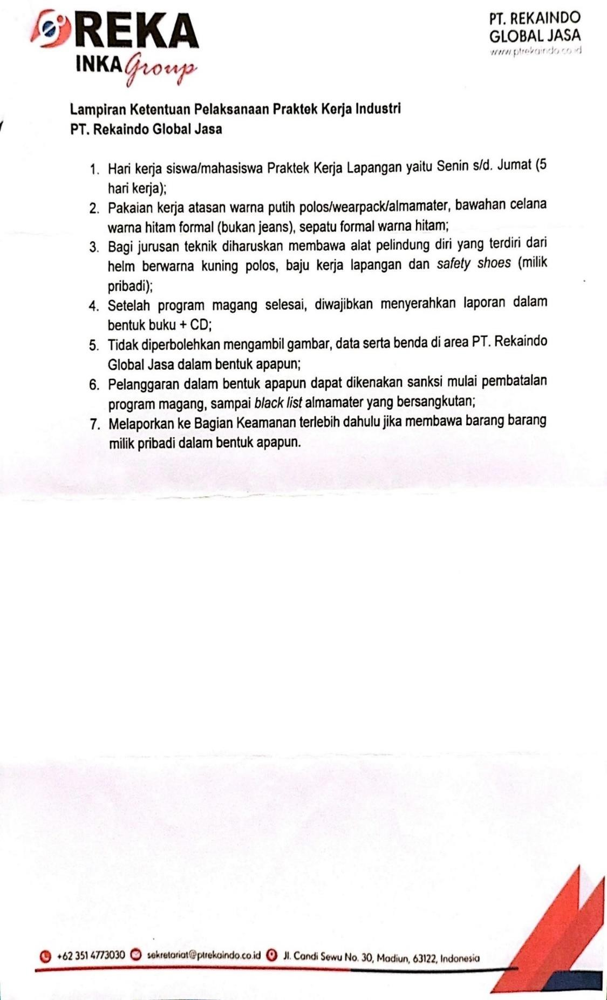 REKA
INKA Group
PT. REKAINDO
GLOBAL JASA
www.ptrekaindo.co.id
Lampiran Ketentuan Pelaksanaan Praktek Kerja Industri
PT. Rekaindo Global Jasa
1. Hari kerja siswa/mahasiswa Praktek Kerja Lapangan yaitu Senin s/d. Jumat (5
hari kerja);
2. Pakaian kerja atasan warna putih polos/wearpack/almamater, bawahan celana
warna hitam formal (bukan jeans), sepatu formal warna hitam;
3. Bagi jurusan teknik diharuskan membawa alat pelindung diri yang terdiri dari
helm berwarna kuning polos, baju kerja lapangan dan safety shoes (milik
pribadi);
4. Setelah program magang selesai, diwajibkan menyerahkan laporan dalam
bentuk buku + CD;
5. Tidak diperbolehkan mengambil gambar, data serta benda di area PT. Rekaindo
Global Jasa dalam bentuk apapun;
6. Pelanggaran dalam bentuk apapun dapat dikenakan sanksi mulai pembatalan
program magang, sampai black list almamater yang bersangkutan;
7. Melaporkan ke Bagian Keamanan terlebih dahulu jika membawa barang barang
milik pribadi dalam bentuk apapun.
+62 351 4773030 sekretariat@ptrekaindo.co.id Jl. Candi Sewu No. 30, Madiun, 63122, Indonesia